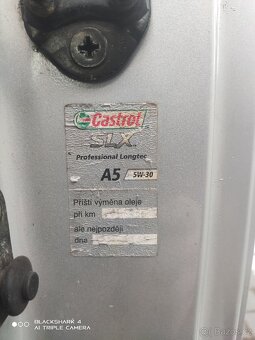 Castrol
SLX
Professional Longtec
A5 5W-30
Příští výměna oleje
při km
ale nejpozději
dna
BLACKSHARK 4
AI TRIPLE CAMERA